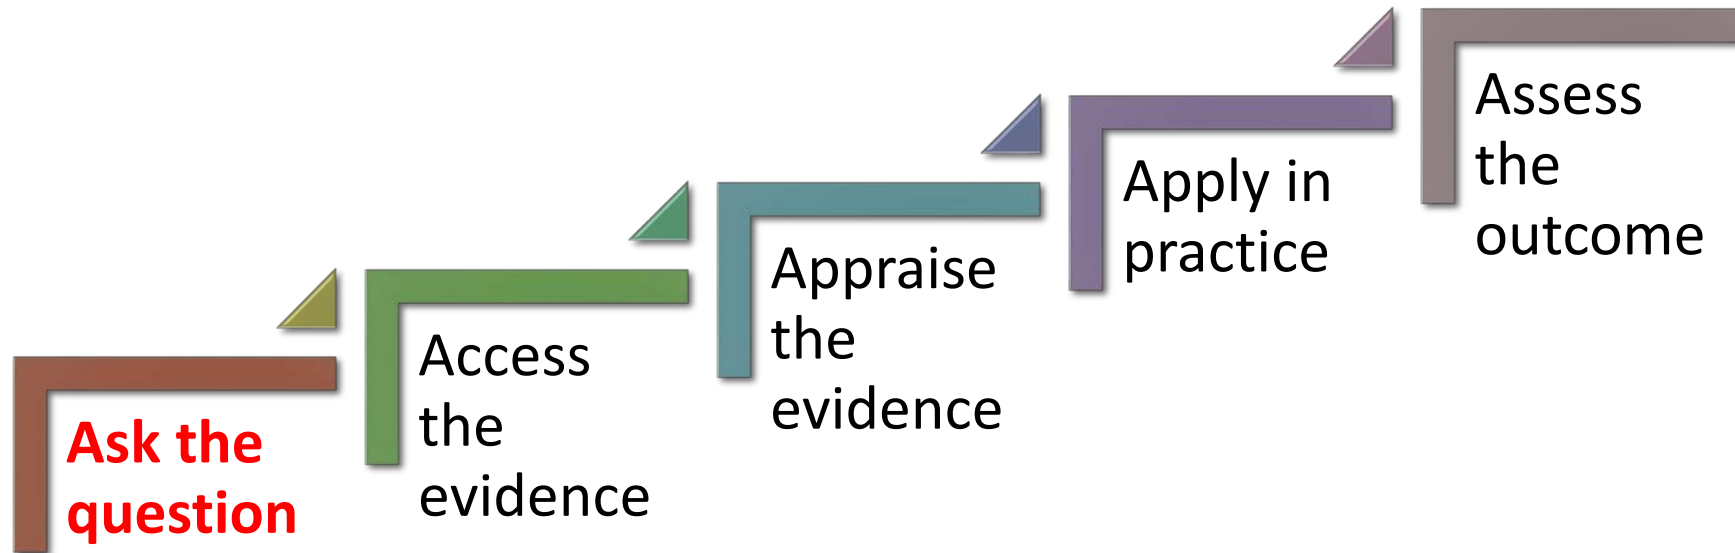 Ask the
question
Access
the
evidence
Appraise
the
evidence
Apply in
practice
Assess
the
outcome